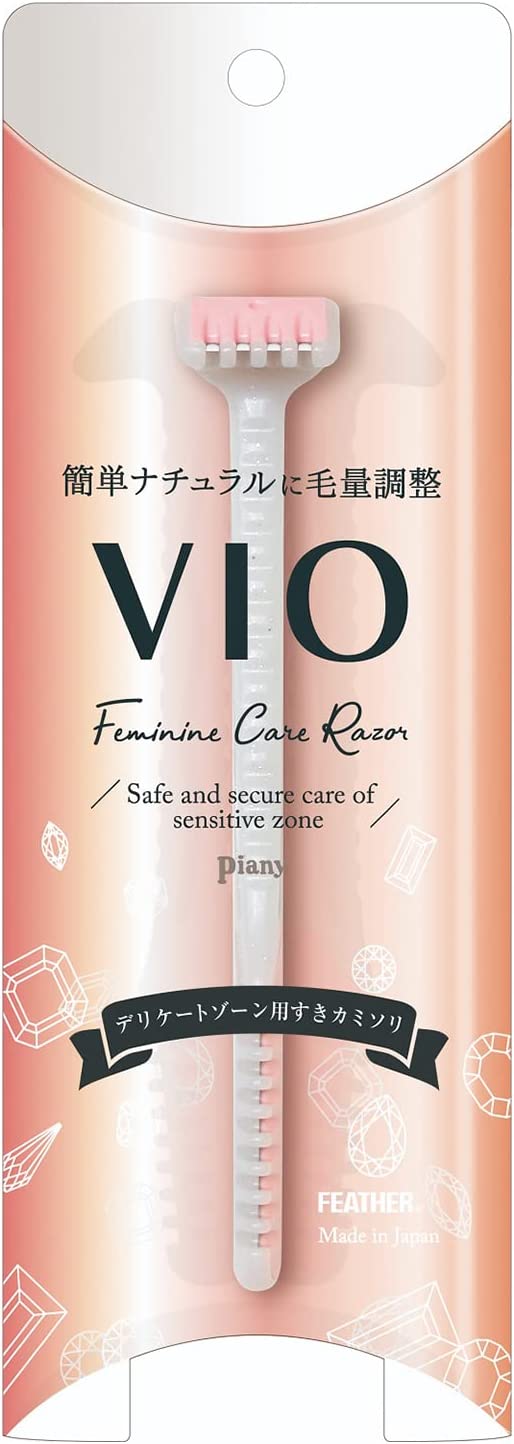 簡単ナチュラルに毛量調整
VIO
Feminine Care Razor
Safe and secure care of
sensitive zone
Piany
デリケートゾーン用すきカミソリ
FEATHER
Made in Japan